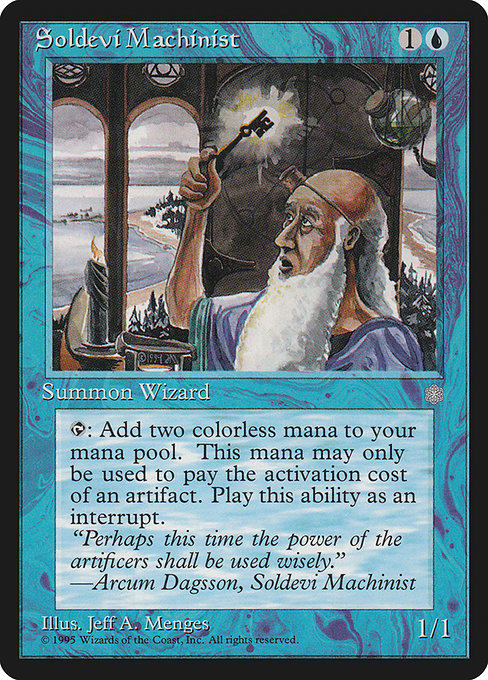 Soldevi Machinist 1
©1994 JAM
Summon Wizard
: Add two colorless mana to your
mana pool. This mana may only
be used to pay the activation cost
of an artifact. Play this ability as an
interrupt.
“Perhaps this time the power of the
artificers shall be used wisely.”
—Arcum Dagsson, Soldevi Machinist
Illus. Jeff A. Menges
© 1995 Wizards of the Coast, Inc. All rights reserved.
1/1